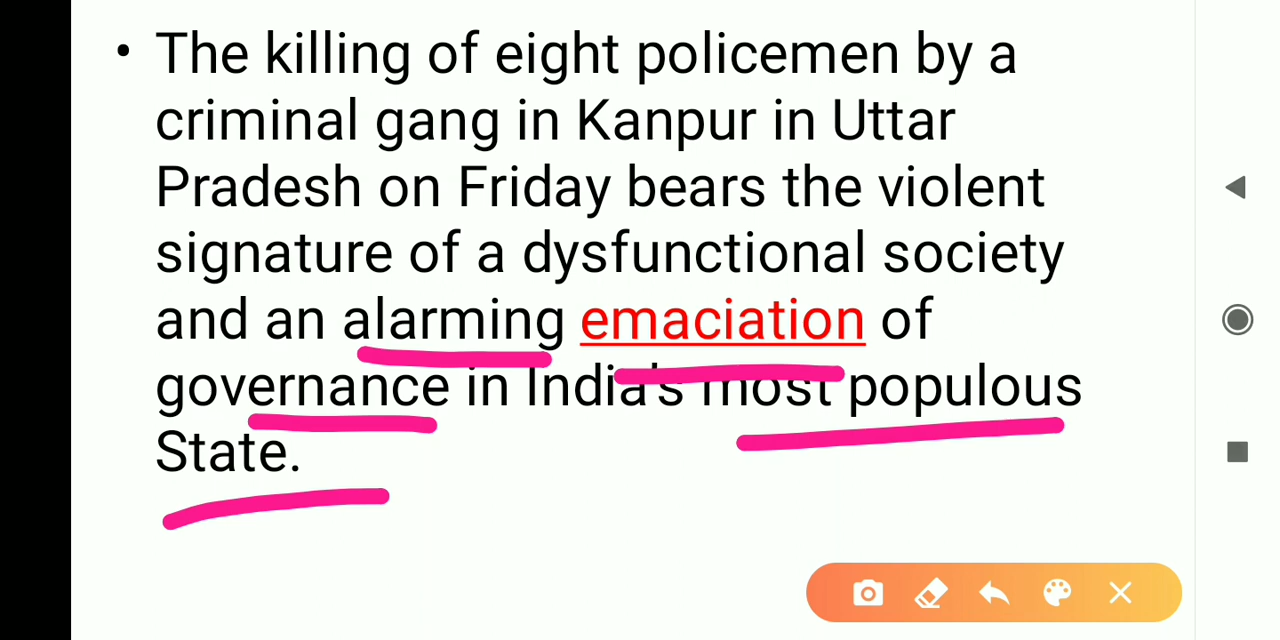 • The killing of eight policemen by a
criminal gang in Kanpur in Uttar
Pradesh on Friday bears the violent
signature of a dysfunctional society
and an alarming emaciation of
governance in India's most populous
State.